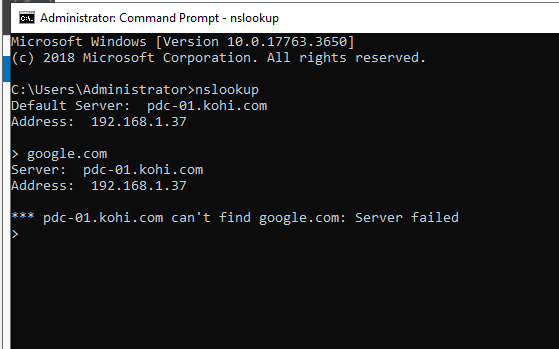 Administrator: Command Prompt - nslookup
Microsoft Windows [Version 10.0.17763.3650]
(c) 2018 Microsoft Corporation. All rights reserved.
C:\Users\Administrator>nslookup
Default Server:  pdc-01.kohi.com
Address:  192.168.1.37
> google.com
Server:  pdc-01.kohi.com
Address:  192.168.1.37
*** pdc-01.kohi.com can't find google.com: Server failed
>